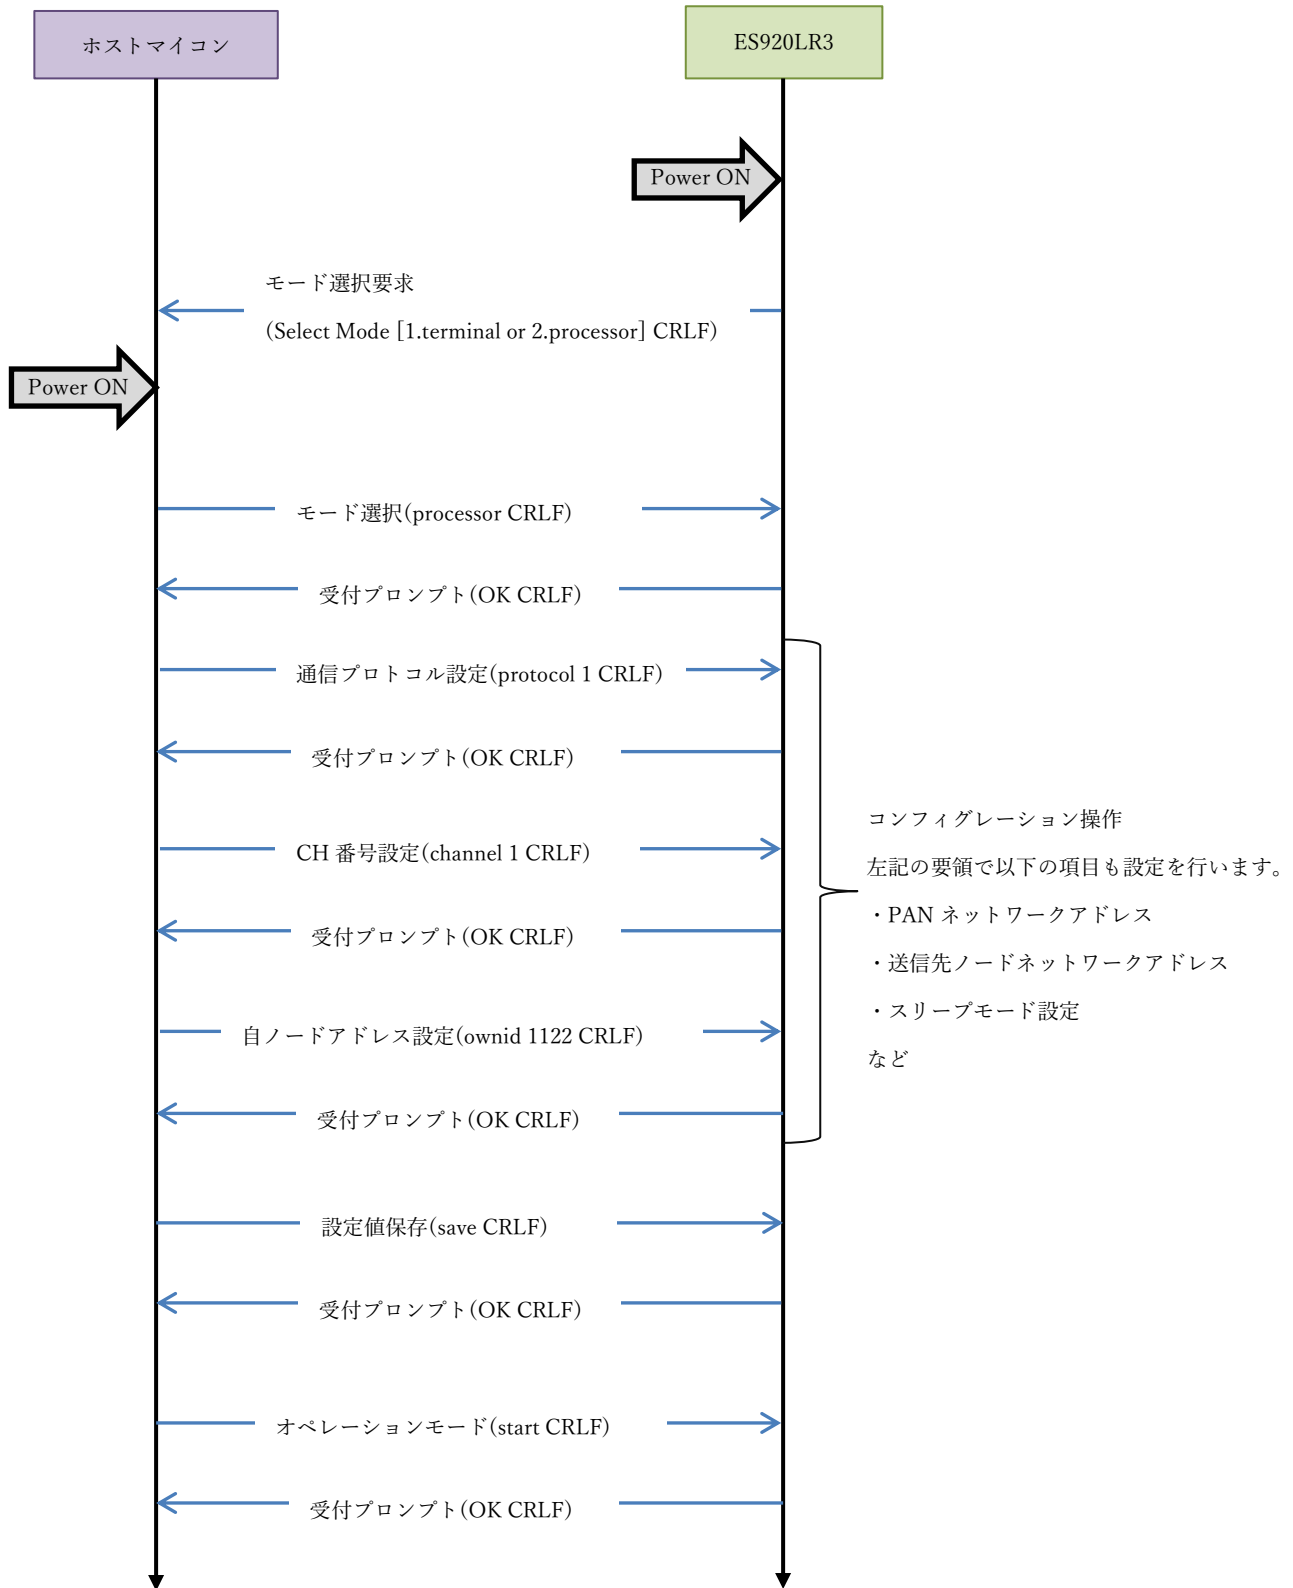 ホストマイコン
ES920LR3
Power ON
モード選択要求
(Select Mode [1.terminal or 2.processor] CRLF)
Power ON
モード選択(processor CRLF)
受付プロンプト(OK CRLF)
通信プロトコル設定(protocol 1 CRLF)
受付プロンプト(OK CRLF)
CH 番号設定(channel 1 CRLF)
受付プロンプト(OK CRLF)
自ノードアドレス設定(ownid 1122 CRLF)
受付プロンプト(OK CRLF)
コンフィグレーション操作
左記の要領で以下の項目も設定を行います。
・PAN ネットワークアドレス
・送信先ノードネットワークアドレス
・スリープモード設定
など
設定値保存(save CRLF)
受付プロンプト(OK CRLF)
オペレーションモード(start CRLF)
受付プロンプト(OK CRLF)